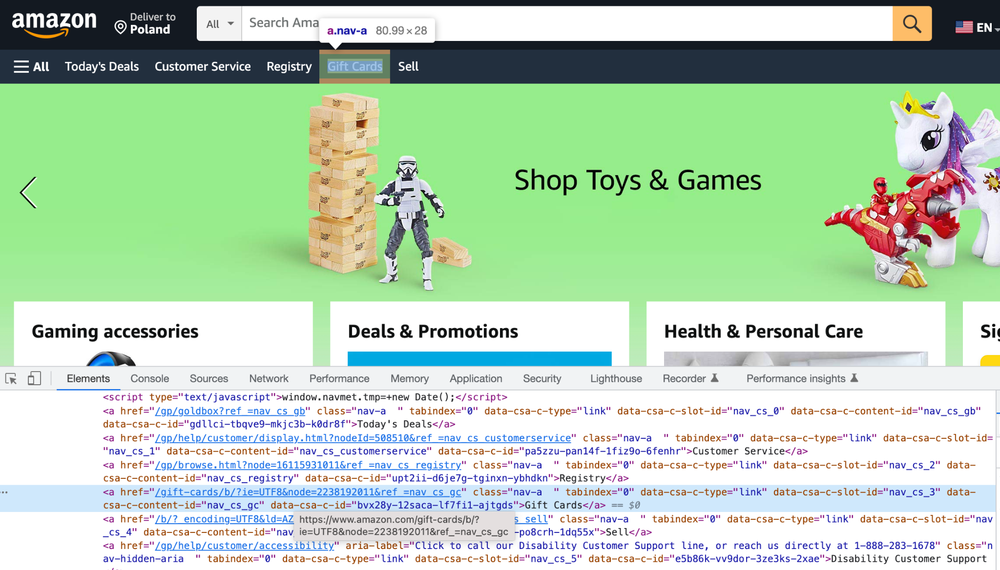 amazon
Deliver to
Poland
All
Search Ama
a.nav-a 80.99 × 28
EN
All Today's Deals Customer Service Registry Gift Cards Sell
Shop Toys & Games
Gaming accessories
Deals & Promotions
Health & Personal Care
Elements Console Sources Network Performance Memory Application Security Lighthouse Recorder Performance insights
<script type="text/javascript">window.navmet.tmp=+new Date();</script>
<a href="/gp/goldbox?ref_=nav_cs_gb" class="nav-a  " tabindex="0" data-csa-c-type="link" data-csa-c-slot-id="nav_cs_0" data-csa-c-content-id="nav_cs_gb"
data-csa-c-id="gdllci-tbqve9-mkjc3b-k0dr8f">Today's Deals</a>
<a href="/gp/help/customer/display.html?nodeId=508510&ref_=nav_cs_customerservice" class="nav-a  " tabindex="0" data-csa-c-type="link" data-csa-c-slot-id=
"nav_cs_1" data-csa-c-content-id="nav_cs_customerservice" data-csa-c-id="pa5zzu-pan14f-1fiz9o-6fenhr">Customer Service</a>
<a href="/gp/browse.html?node=16115931011&ref_=nav_cs_registry" class="nav-a  " tabindex="0" data-csa-c-type="link" data-csa-c-slot-id="nav_cs_2" data-
csa-c-content-id="nav_cs_registry" data-csa-c-id="upt2ii-d6je7g-tginxn-ybhdkn">Registry</a>
<a href="/gift-cards/b/?ie=UTF8&node=2238192011&ref_=nav_cs_gc" class="nav-a  " tabindex="0" data-csa-c-type="link" data-csa-c-slot-id="nav_cs_3" data-
csa-c-content-id="nav_cs_gc" data-csa-c-id="bvx28y-12saca-lf7fi1-ajtgds">Gift Cards</a> == $0
<a href="/b/?_encoding=UTF8&ld=AZ s_sell" class="nav-a  " tabindex="0" data-csa-c-type="link" data-csa-c-slot-id="nav
https://www.amazon.com/gift-cards/b/?
ie=UTF8&node=2238192011&ref_=nav_cs_gc
_cs_4" data-csa-c-content-id="nav -po8crh-1dq55x">Sell</a>
<a href="/gp/help/customer/accessibility" aria-label="Click to call our Disability Customer Support line, or reach us directly at 1-888-283-1678" class="n
av-hidden-aria  " tabindex="0" data-csa-c-type="link" data-csa-c-slot-id="nav_cs_5" data-csa-c-id="e5b86k-vv9dor-3ze3ks-2xae">Disability Customer Support